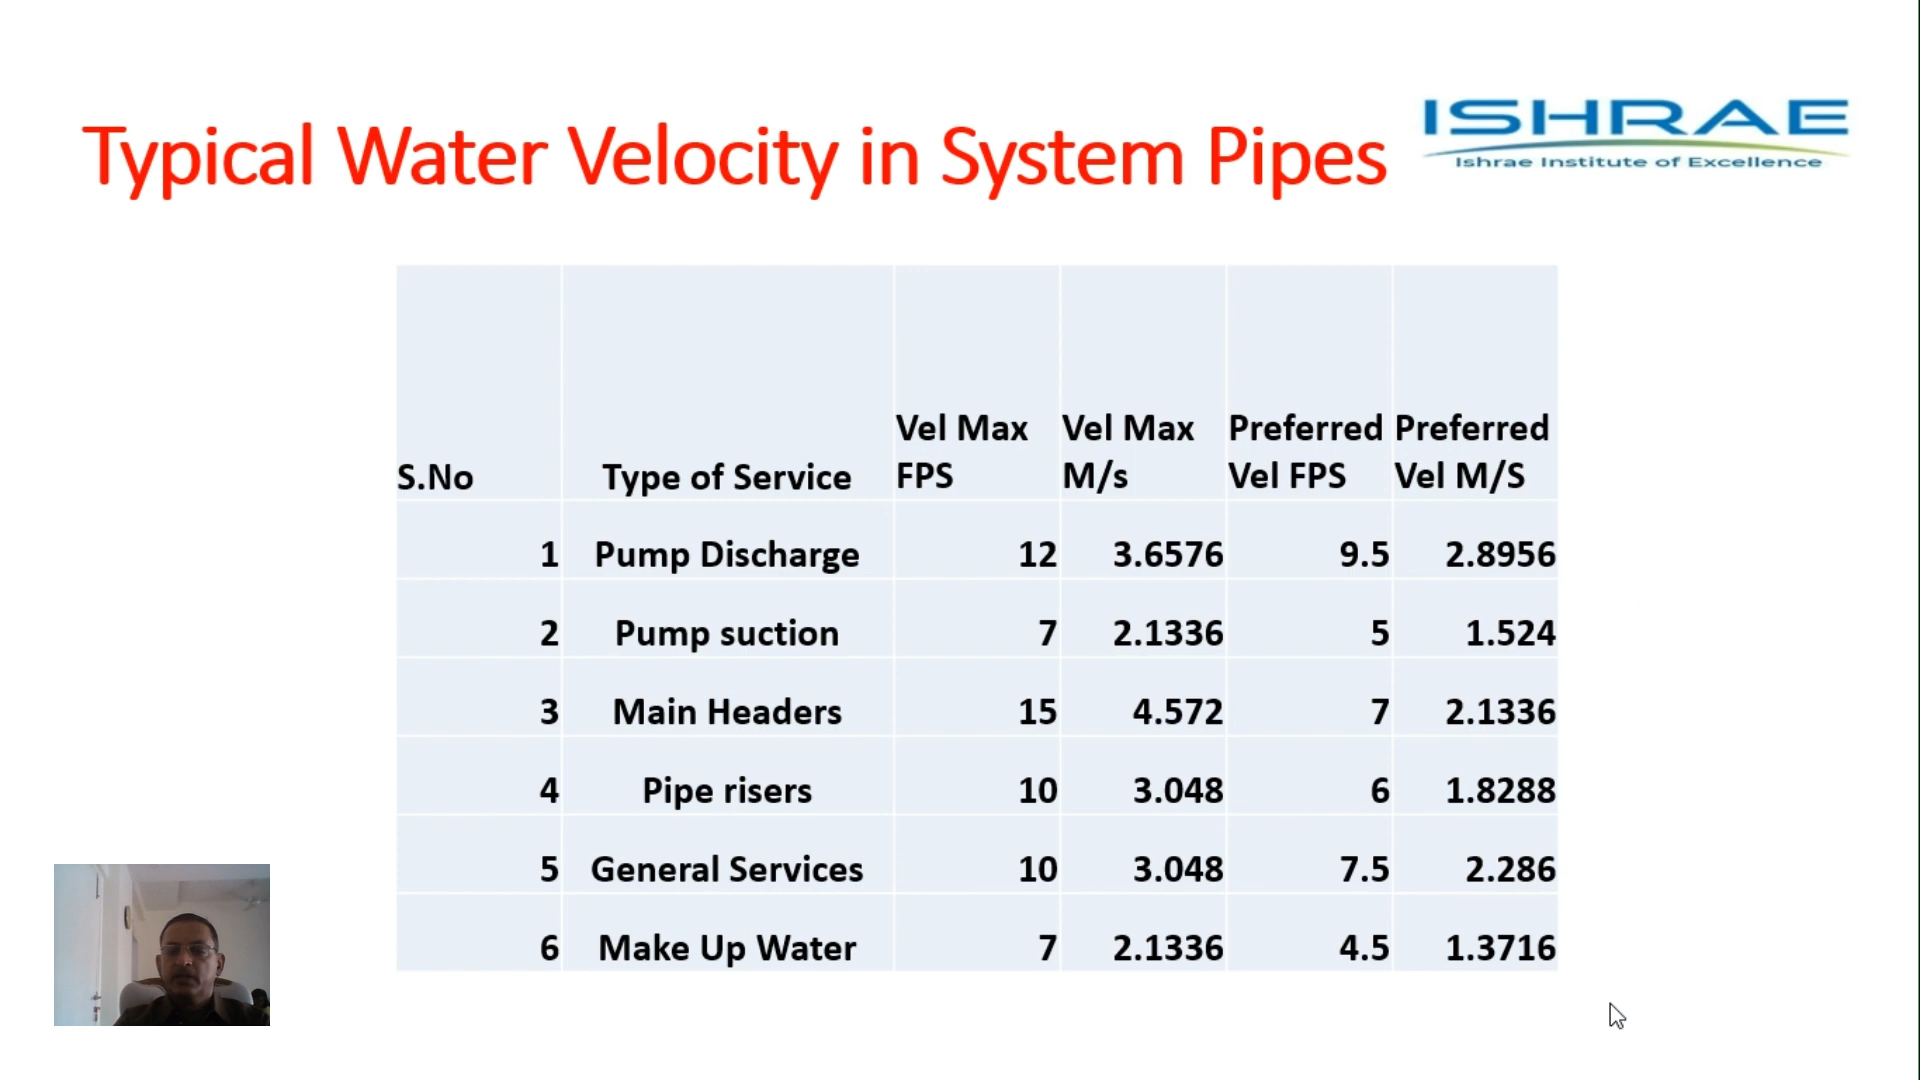 Typical Water Velocity in System Pipes
ISHRAE
Ishrae Institute of Excellence
S.No Type of Service Vel Max FPS Vel Max M/s Preferred Vel FPS Preferred Vel M/S
1 Pump Discharge 12 3.6576 9.5 2.8956
2 Pump suction 7 2.1336 5 1.524
3 Main Headers 15 4.572 7 2.1336
4 Pipe risers 10 3.048 6 1.8288
5 General Services 10 3.048 7.5 2.286
6 Make Up Water 7 2.1336 4.5 1.3716